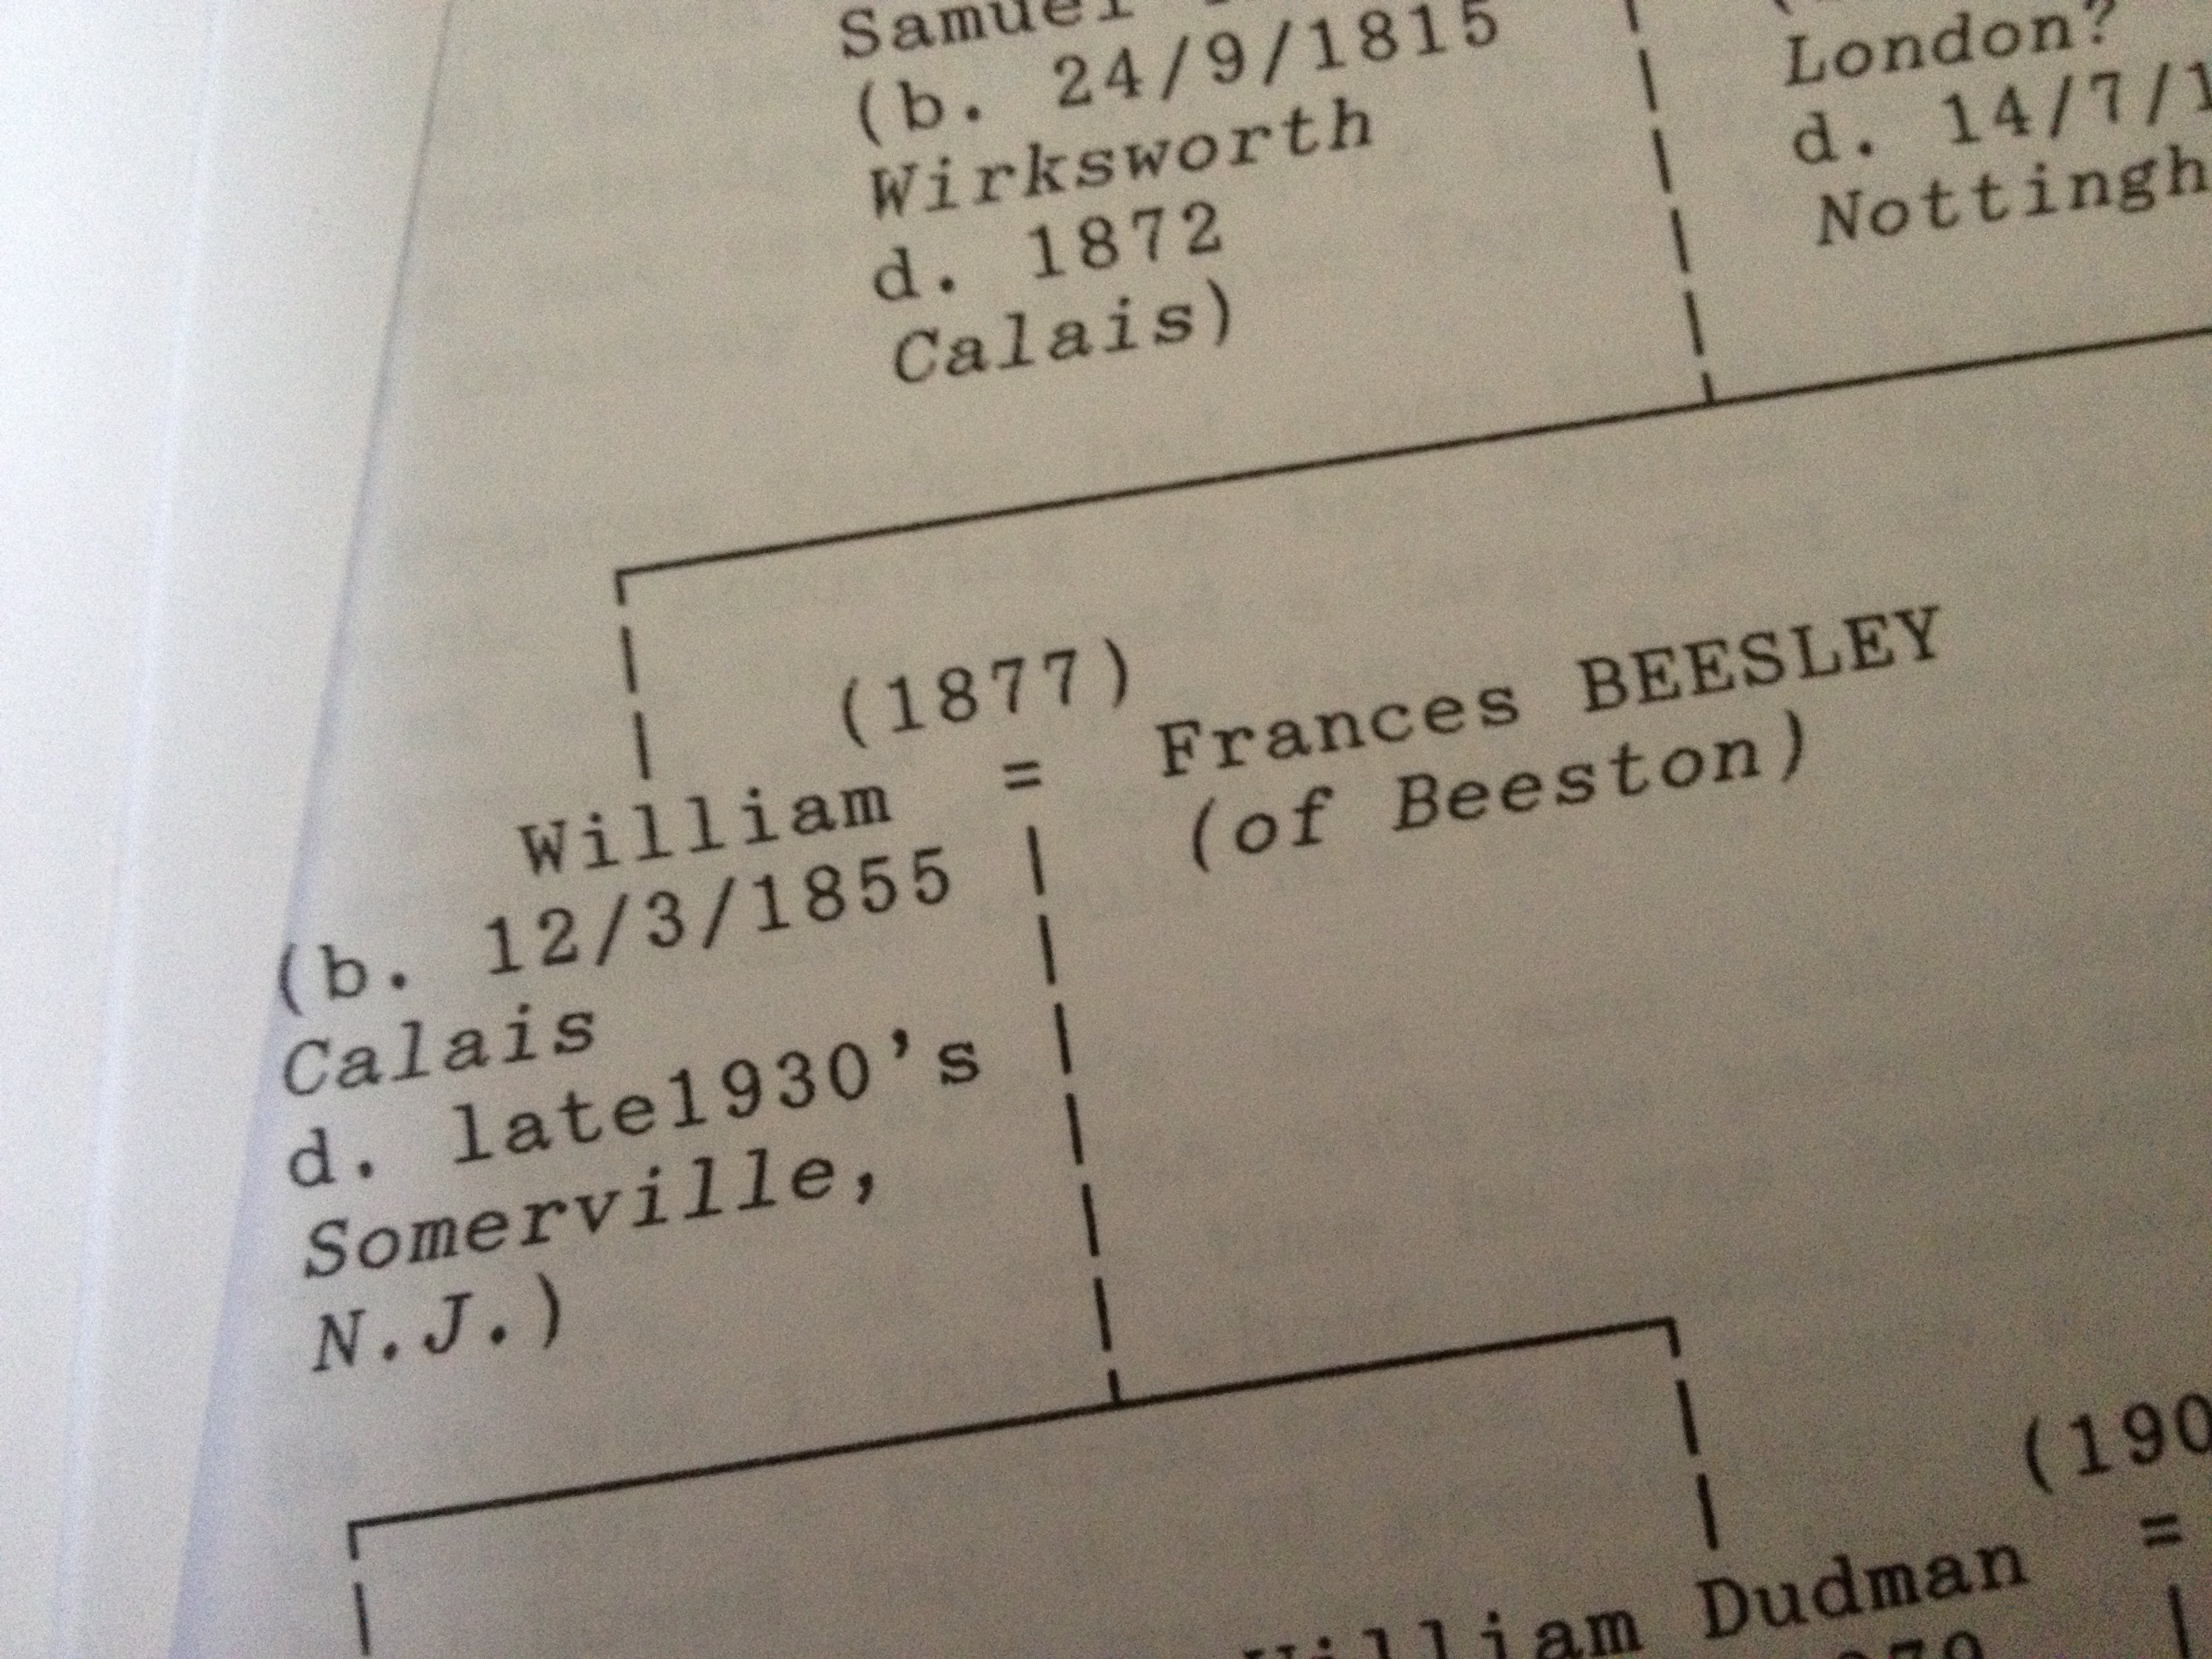 Samuel
(b. 24/9/1815
Wirksworth
d. 1872
Calais)
London?
d. 14/7/1
Nottingh
(1877)
William = Frances BEESLEY
(of Beeston)
(b. 12/3/1855
Calais
d. late1930's
Somerville,
N.J.)
(190
William Dudman =